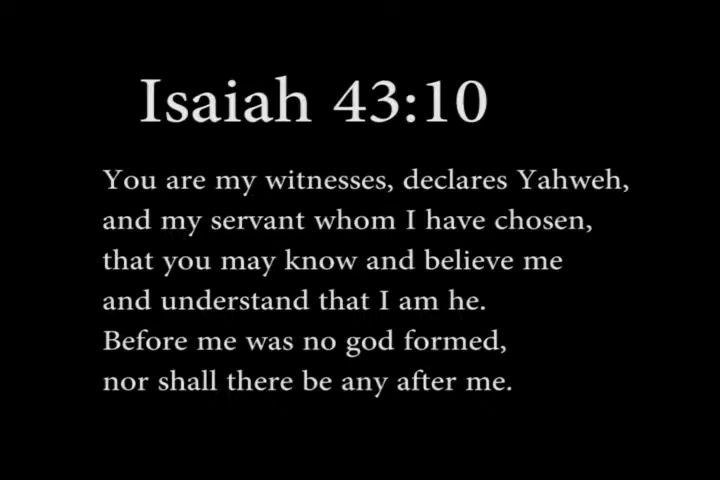 Isaiah 43:10
You are my witnesses, declares Yahweh,
and my servant whom I have chosen,
that you may know and believe me
and understand that I am he.
Before me was no god formed,
nor shall there be any after me.